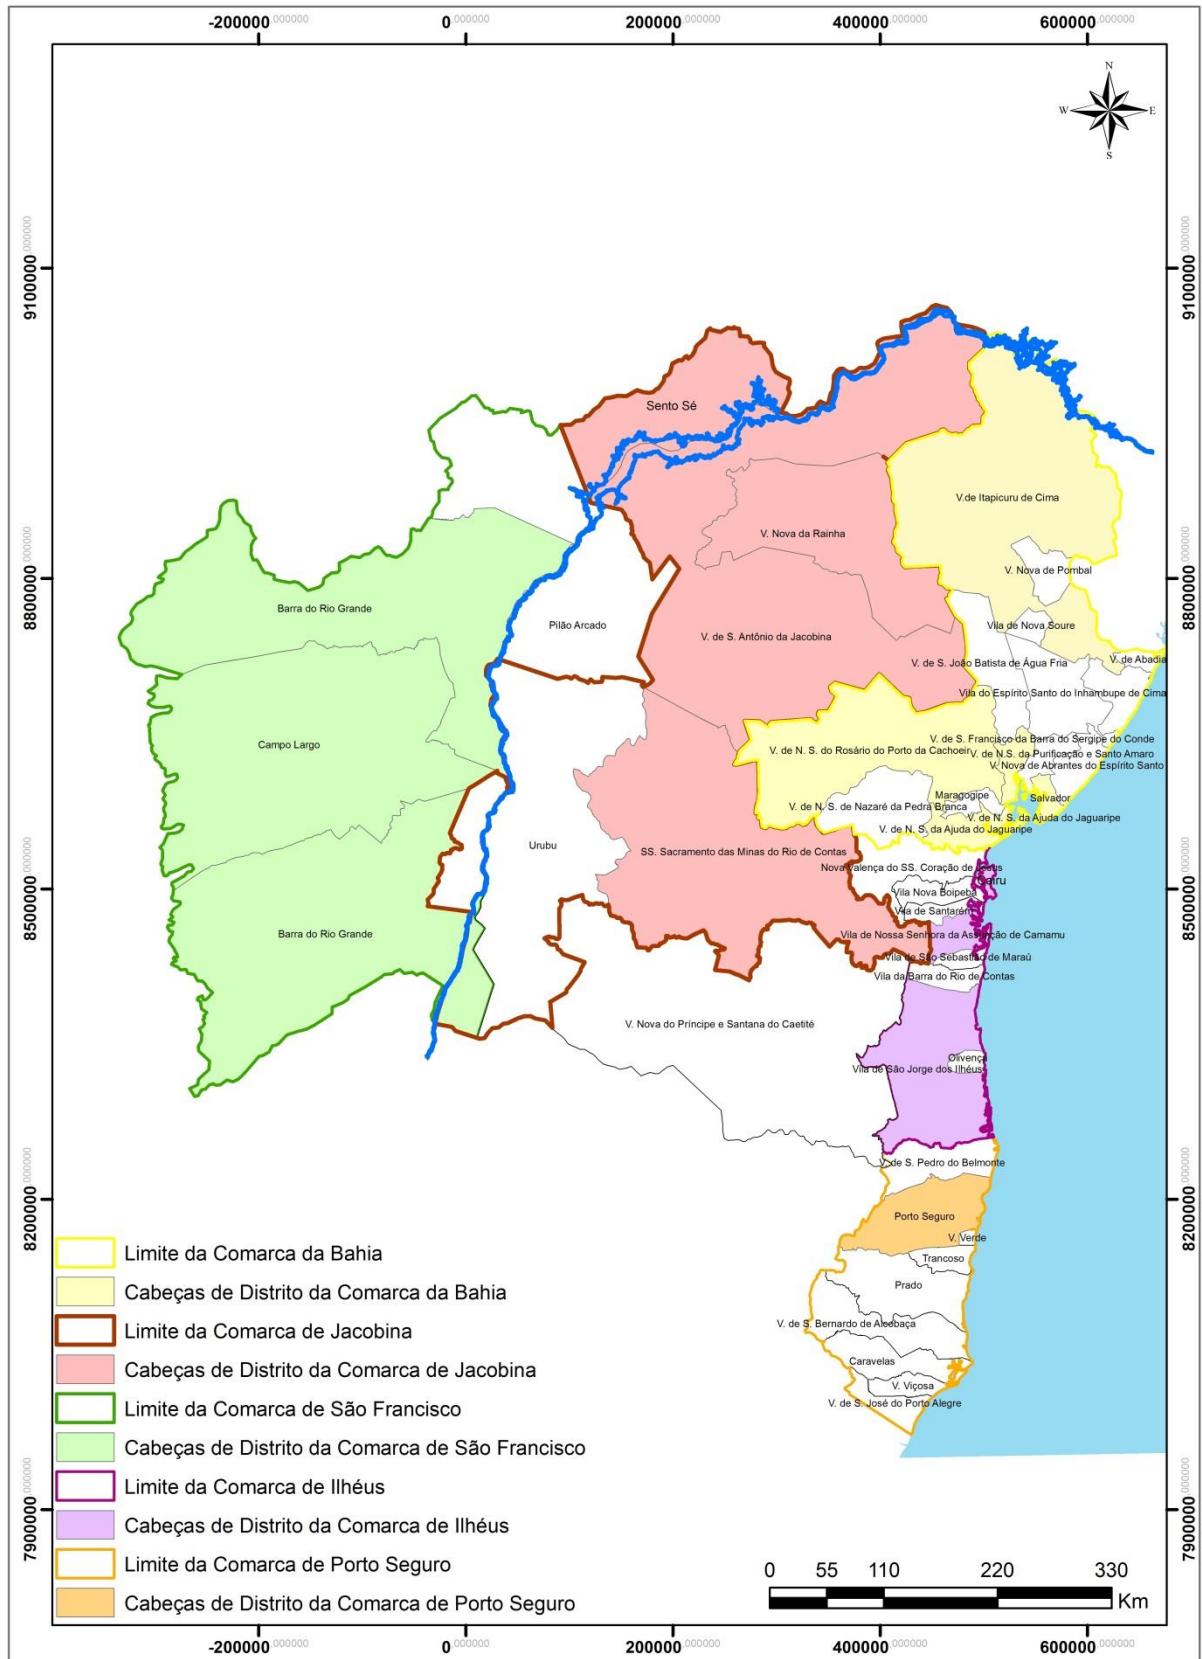 -200000,000000 0,000000 200000,000000 400000,000000 600000,000000
N
W E
S
9100000,000000 9100000,000000
Sento Sé
V.de Itapicuru de Cima
V. Nova da Rainha
V. Nova de Pombal
8800000,000000 8800000,000000
Barra do Rio Grande
Pilão Arcado
Vila de Nova Soure
V. de S. Antônio da Jacobina
V. de S. João Batista de Água Fria
V. de Abadia
Vila do Espírito Santo do Inhambupe de Cima
Campo Largo
V. de S. Francisco da Barra do Sergipe do Conde
V. de N. S. do Rosário do Porto da Cachoeir
V. de N.S. da Purificação e Santo Amaro
V. Nova de Abrantes do Espírito Santo
Maragogipe
Salvador
V. de N. S. de Nazaré da Pedra Branca
V. de N. S. da Ajuda do Jaguaripe
V. de N. S. da Ajuda do Jaguaripe
Urubu
SS. Sacramento das Minas do Rio de Contas
Nova Valença do SS. Coração de Jesus
Cairu
Vila Nova Boipeba
8500000,000000 8500000,000000
Vila de Santarém
Barra do Rio Grande
Vila de Nossa Senhora da Assunção de Camamu
Vila de São Sebastião de Maraú
Vila da Barra do Rio de Contas
V. Nova do Príncipe e Santana do Caetité
Olivença
Vila de São Jorge dos Ilhéus
V. de S. Pedro do Belmonte
8200000,000000 8200000,000000
Porto Seguro
V. Verde
Trancoso
Prado
V. de S. Bernardo de Alcobaça
Caravelas
V. Viçosa
V. de S. José do Porto Alegre
Limite da Comarca da Bahia
Cabeças de Distrito da Comarca da Bahia
Limite da Comarca de Jacobina
Cabeças de Distrito da Comarca de Jacobina
Limite da Comarca de São Francisco
Cabeças de Distrito da Comarca de São Francisco
Limite da Comarca de Ilhéus
Cabeças de Distrito da Comarca de Ilhéus
Limite da Comarca de Porto Seguro
Cabeças de Distrito da Comarca de Porto Seguro
7900000,000000 7900000,000000
0 55 110 220 330
Km
-200000,000000 0,000000 200000,000000 400000,000000 600000,000000